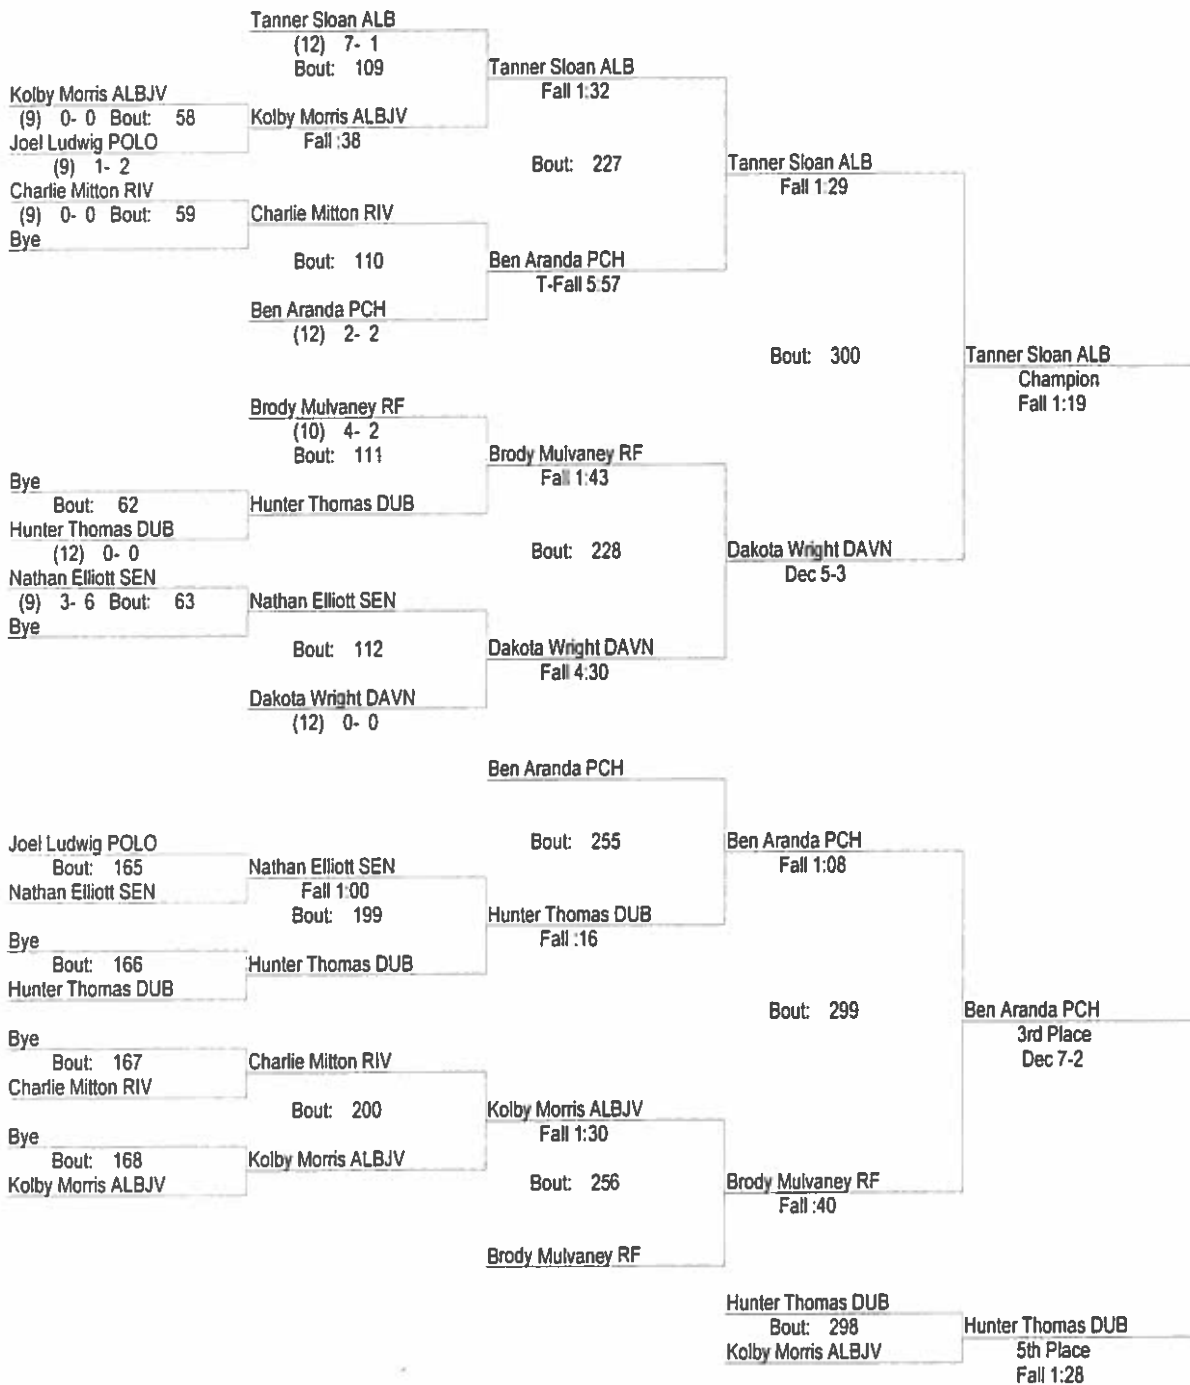 Tanner Sloan ALB
(12) 7- 1
Bout: 109
Kolby Morris ALBJV
(9) 0- 0 Bout: 58
Joel Ludwig POLO
(9) 1- 2
Kolby Morris ALBJV
Fall :38
Tanner Sloan ALB
Fall 1:32
Charlie Mitton RIV
(9) 0- 0 Bout: 59
Bye
Charlie Mitton RIV
Bout: 110
Ben Aranda PCH
(12) 2- 2
Ben Aranda PCH
T-Fall 5:57
Bout: 227
Tanner Sloan ALB
Fall 1:29
Brody Mulvaney RF
(10) 4- 2
Bout: 111
Bye
Bout: 62
Hunter Thomas DUB
(12) 0- 0
Hunter Thomas DUB
Brody Mulvaney RF
Fall 1:43
Nathan Elliott SEN
(9) 3- 6 Bout: 63
Bye
Nathan Elliott SEN
Bout: 112
Dakota Wright DAVN
(12) 0- 0
Dakota Wright DAVN
Fall 4:30
Bout: 228
Dakota Wright DAVN
Dec 5-3
Bout: 300
Tanner Sloan ALB
Champion
Fall 1:19
Ben Aranda PCH
Bout: 255
Joel Ludwig POLO
Bout: 165
Nathan Elliott SEN
Nathan Elliott SEN
Fall 1:00
Bout: 199
Bye
Bout: 166
Hunter Thomas DUB
Hunter Thomas DUB
Hunter Thomas DUB
Fall :16
Ben Aranda PCH
Fall 1:08
Bye
Bout: 167
Charlie Mitton RIV
Charlie Mitton RIV
Bout: 200
Bye
Bout: 168
Kolby Morris ALBJV
Kolby Morris ALBJV
Kolby Morris ALBJV
Fall 1:30
Bout: 256
Brody Mulvaney RF
Brody Mulvaney RF
Fall :40
Bout: 299
Ben Aranda PCH
3rd Place
Dec 7-2
Hunter Thomas DUB
Bout: 298
Kolby Morris ALBJV
Hunter Thomas DUB
5th Place
Fall 1:28